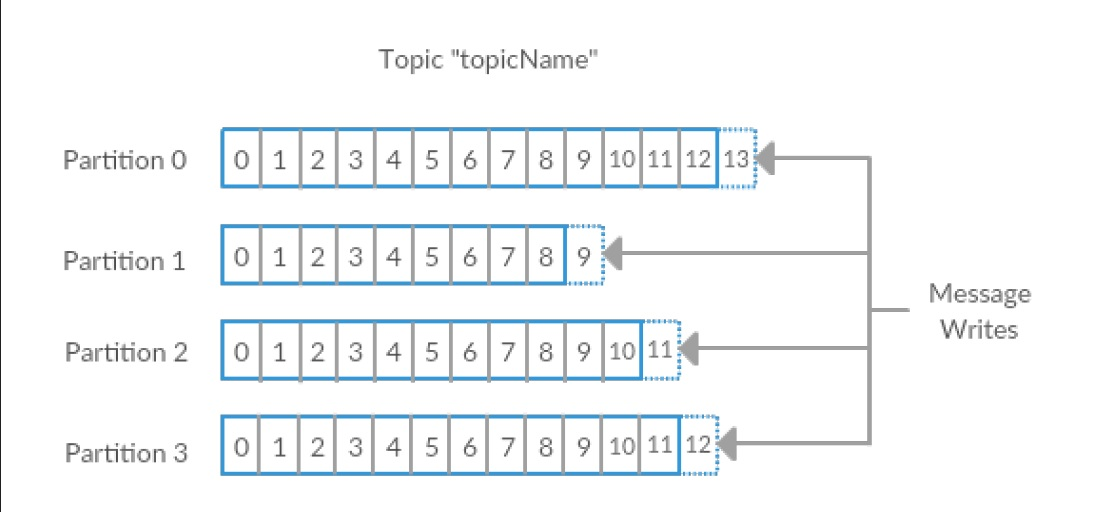 Topic "topicName"
Partition 0 0 1 2 3 4 5 6 7 8 9 10 11 12 13
Partition 1 0 1 2 3 4 5 6 7 8 9
Message
Writes
Partition 2 0 1 2 3 4 5 6 7 8 9 10 11
Partition 3 0 1 2 3 4 5 6 7 8 9 10 11 12